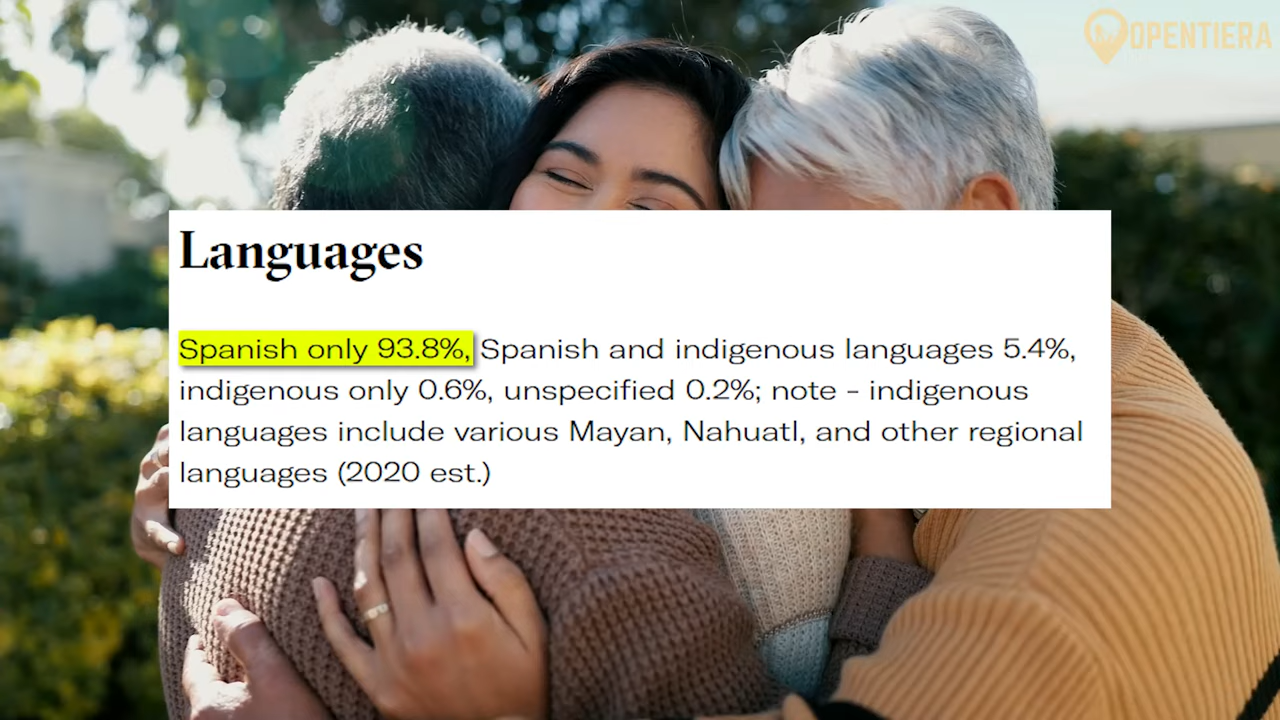 OPENTIERA
Languages
Spanish only 93.8%, Spanish and indigenous languages 5.4%,
indigenous only 0.6%, unspecified 0.2%; note - indigenous
languages include various Mayan, Nahuatl, and other regional
languages (2020 est.)